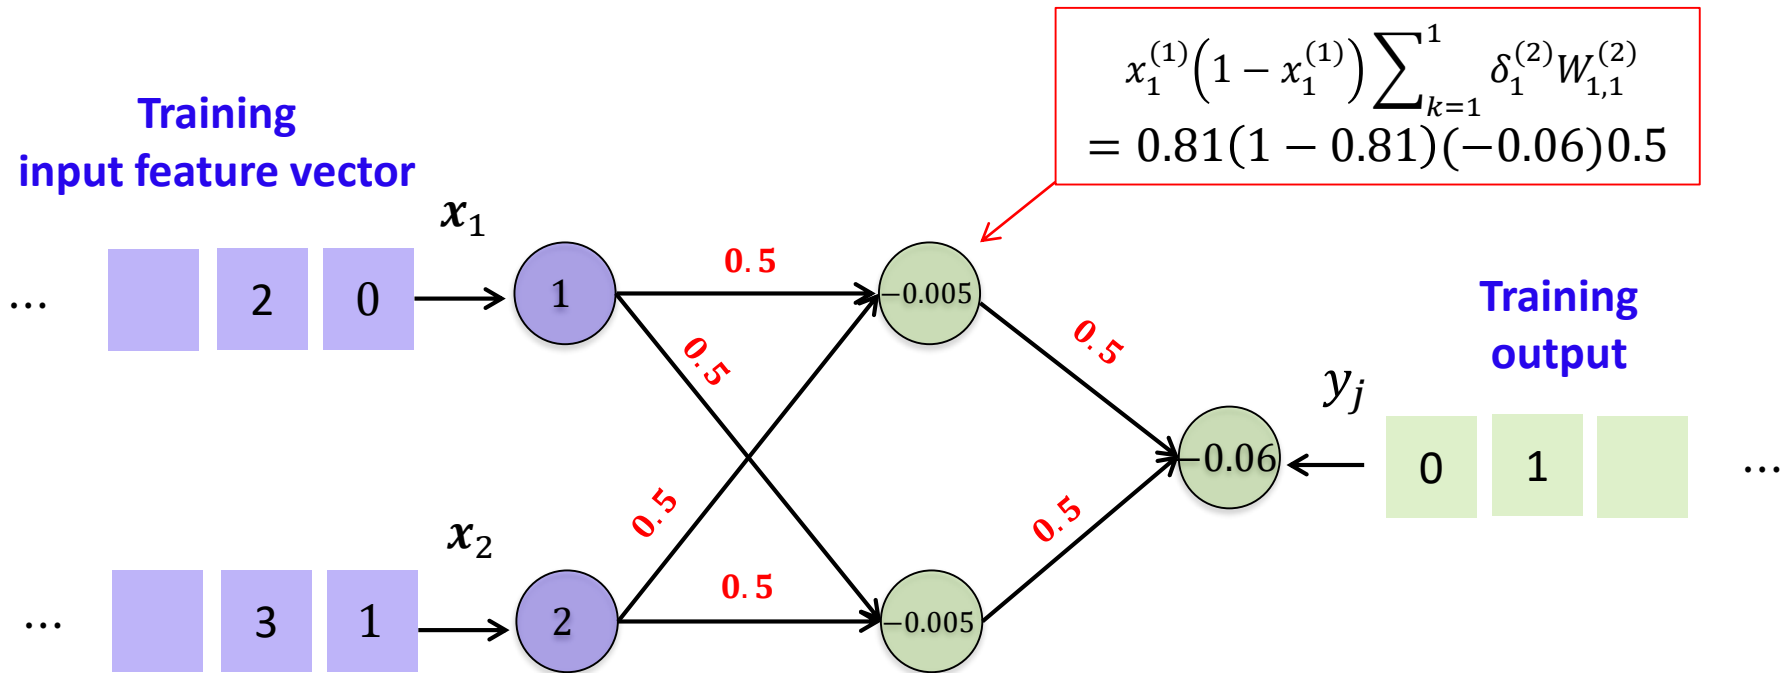 x_1^{(1)}(1 − x_1^{(1)}) ∑_{k=1}^{1} δ_1^{(2)} W_{1,1}^{(2)}
= 0.81(1 − 0.81)(−0.06)0.5
Training
input feature vector
x_1
... 2 0
1
0.5
−0.005
0.5
0.5
Training
output
y_j
−0.06
0 1 ...
0.5
0.5
x_2
... 3 1
2
0.5
−0.005